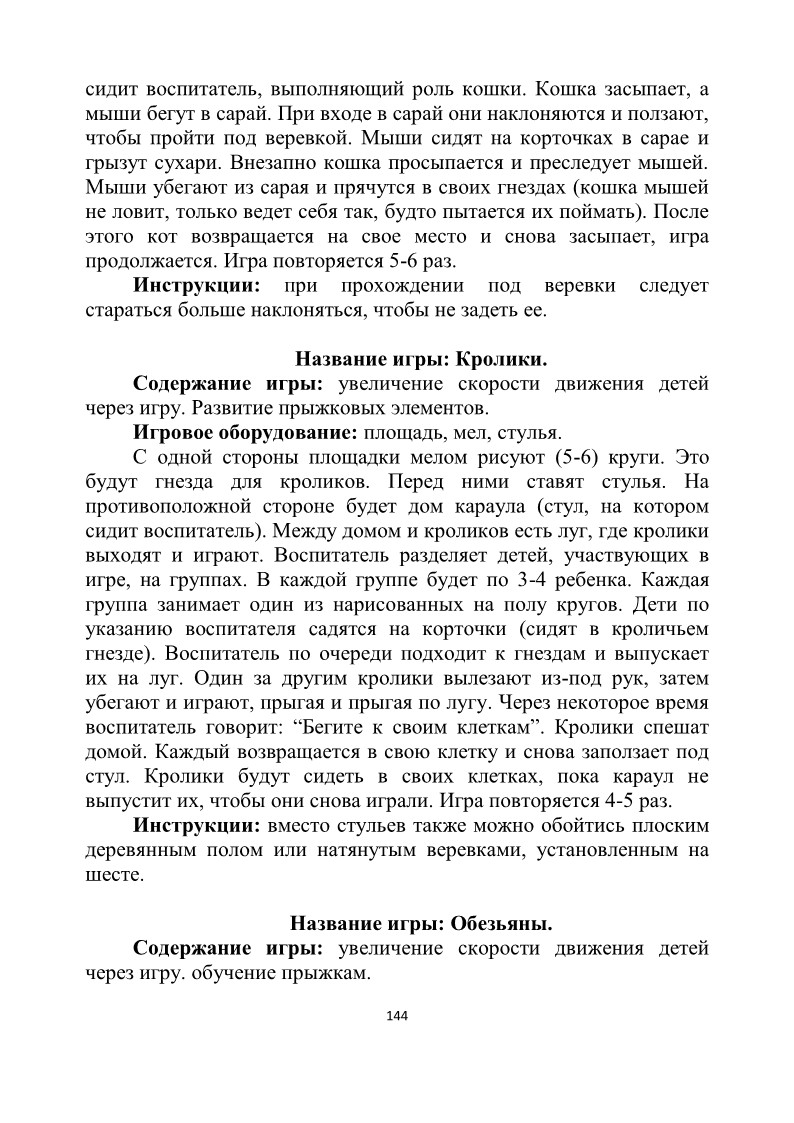 сидит воспитатель, выполняющий роль кошки. Кошка засыпает, а
мыши бегут в сарай. При входе в сарай они наклоняются и ползают,
чтобы пройти под веревкой. Мыши сидят на корточках в сарае и
грызут сухари. Внезапно кошка просыпается и преследует мышей.
Мыши убегают из сарая и прячутся в своих гнездах (кошка мышей
не ловит, только ведет себя так, будто пытается их поймать). После
этого кот возвращается на свое место и снова засыпает, игра
продолжается. Игра повторяется 5-6 раз.
Инструкции: при прохождении под веревки следует
стараться больше наклоняться, чтобы не задеть ее.
Название игры: Кролики.
Содержание игры: увеличение скорости движения детей
через игру. Развитие прыжковых элементов.
Игровое оборудование: площадь, мел, стулья.
С одной стороны площадки мелом рисуют (5-6) круги. Это
будут гнезда для кроликов. Перед ними ставят стулья. На
противоположной стороне будет дом караула (стул, на котором
сидит воспитатель). Между домом и кроликов есть луг, где кролики
выходят и играют. Воспитатель разделяет детей, участвующих в
игре, на группах. В каждой группе будет по 3-4 ребенка. Каждая
группа занимает один из нарисованных на полу кругов. Дети по
указанию воспитателя садятся на корточки (сидят в кроличьем
гнезде). Воспитатель по очереди подходит к гнездам и выпускает
их на луг. Один за другим кролики вылезают из-под рук, затем
убегают и играют, прыгая и прыгая по лугу. Через некоторое время
воспитатель говорит: “Бегите к своим клеткам”. Кролики спешат
домой. Каждый возвращается в свою клетку и снова заползает под
стул. Кролики будут сидеть в своих клетках, пока караул не
выпустит их, чтобы они снова играли. Игра повторяется 4-5 раз.
Инструкции: вместо стульев также можно обойтись плоским
деревянным полом или натянутым веревками, установленным на
шесте.
Название игры: Обезьяны.
Содержание игры: увеличение скорости движения детей
через игру. обучение прыжкам.
144